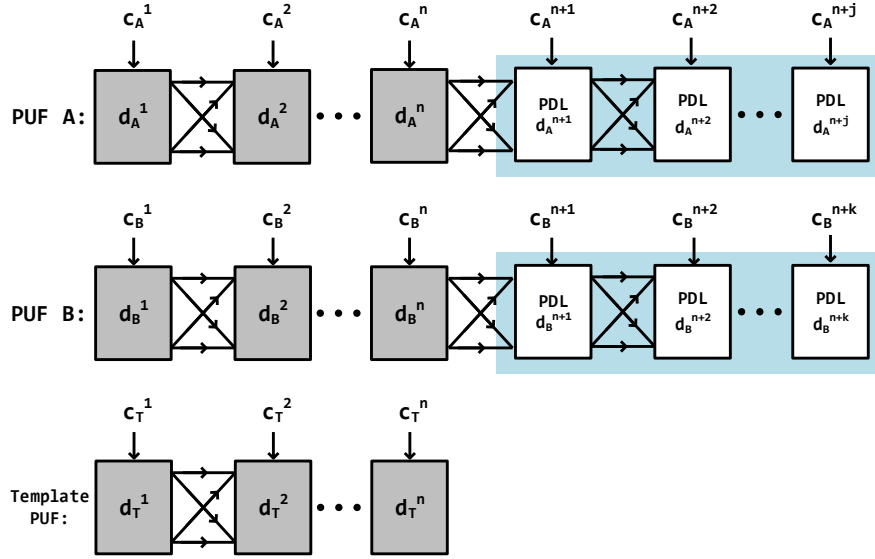 c_A^1 c_A^2 c_A^n c_A^{n+1} c_A^{n+2} c_A^{n+j}
PUF A: d_A^1 d_A^2 ••• d_A^n PDL d_A^{n+1} PDL d_A^{n+2} ••• PDL d_A^{n+j}
c_B^1 c_B^2 c_B^n c_B^{n+1} c_B^{n+2} c_B^{n+k}
PUF B: d_B^1 d_B^2 ••• d_B^n PDL d_B^{n+1} PDL d_B^{n+2} ••• PDL d_B^{n+k}
c_T^1 c_T^2 c_T^n
Template
PUF: d_T^1 d_T^2 ••• d_T^n